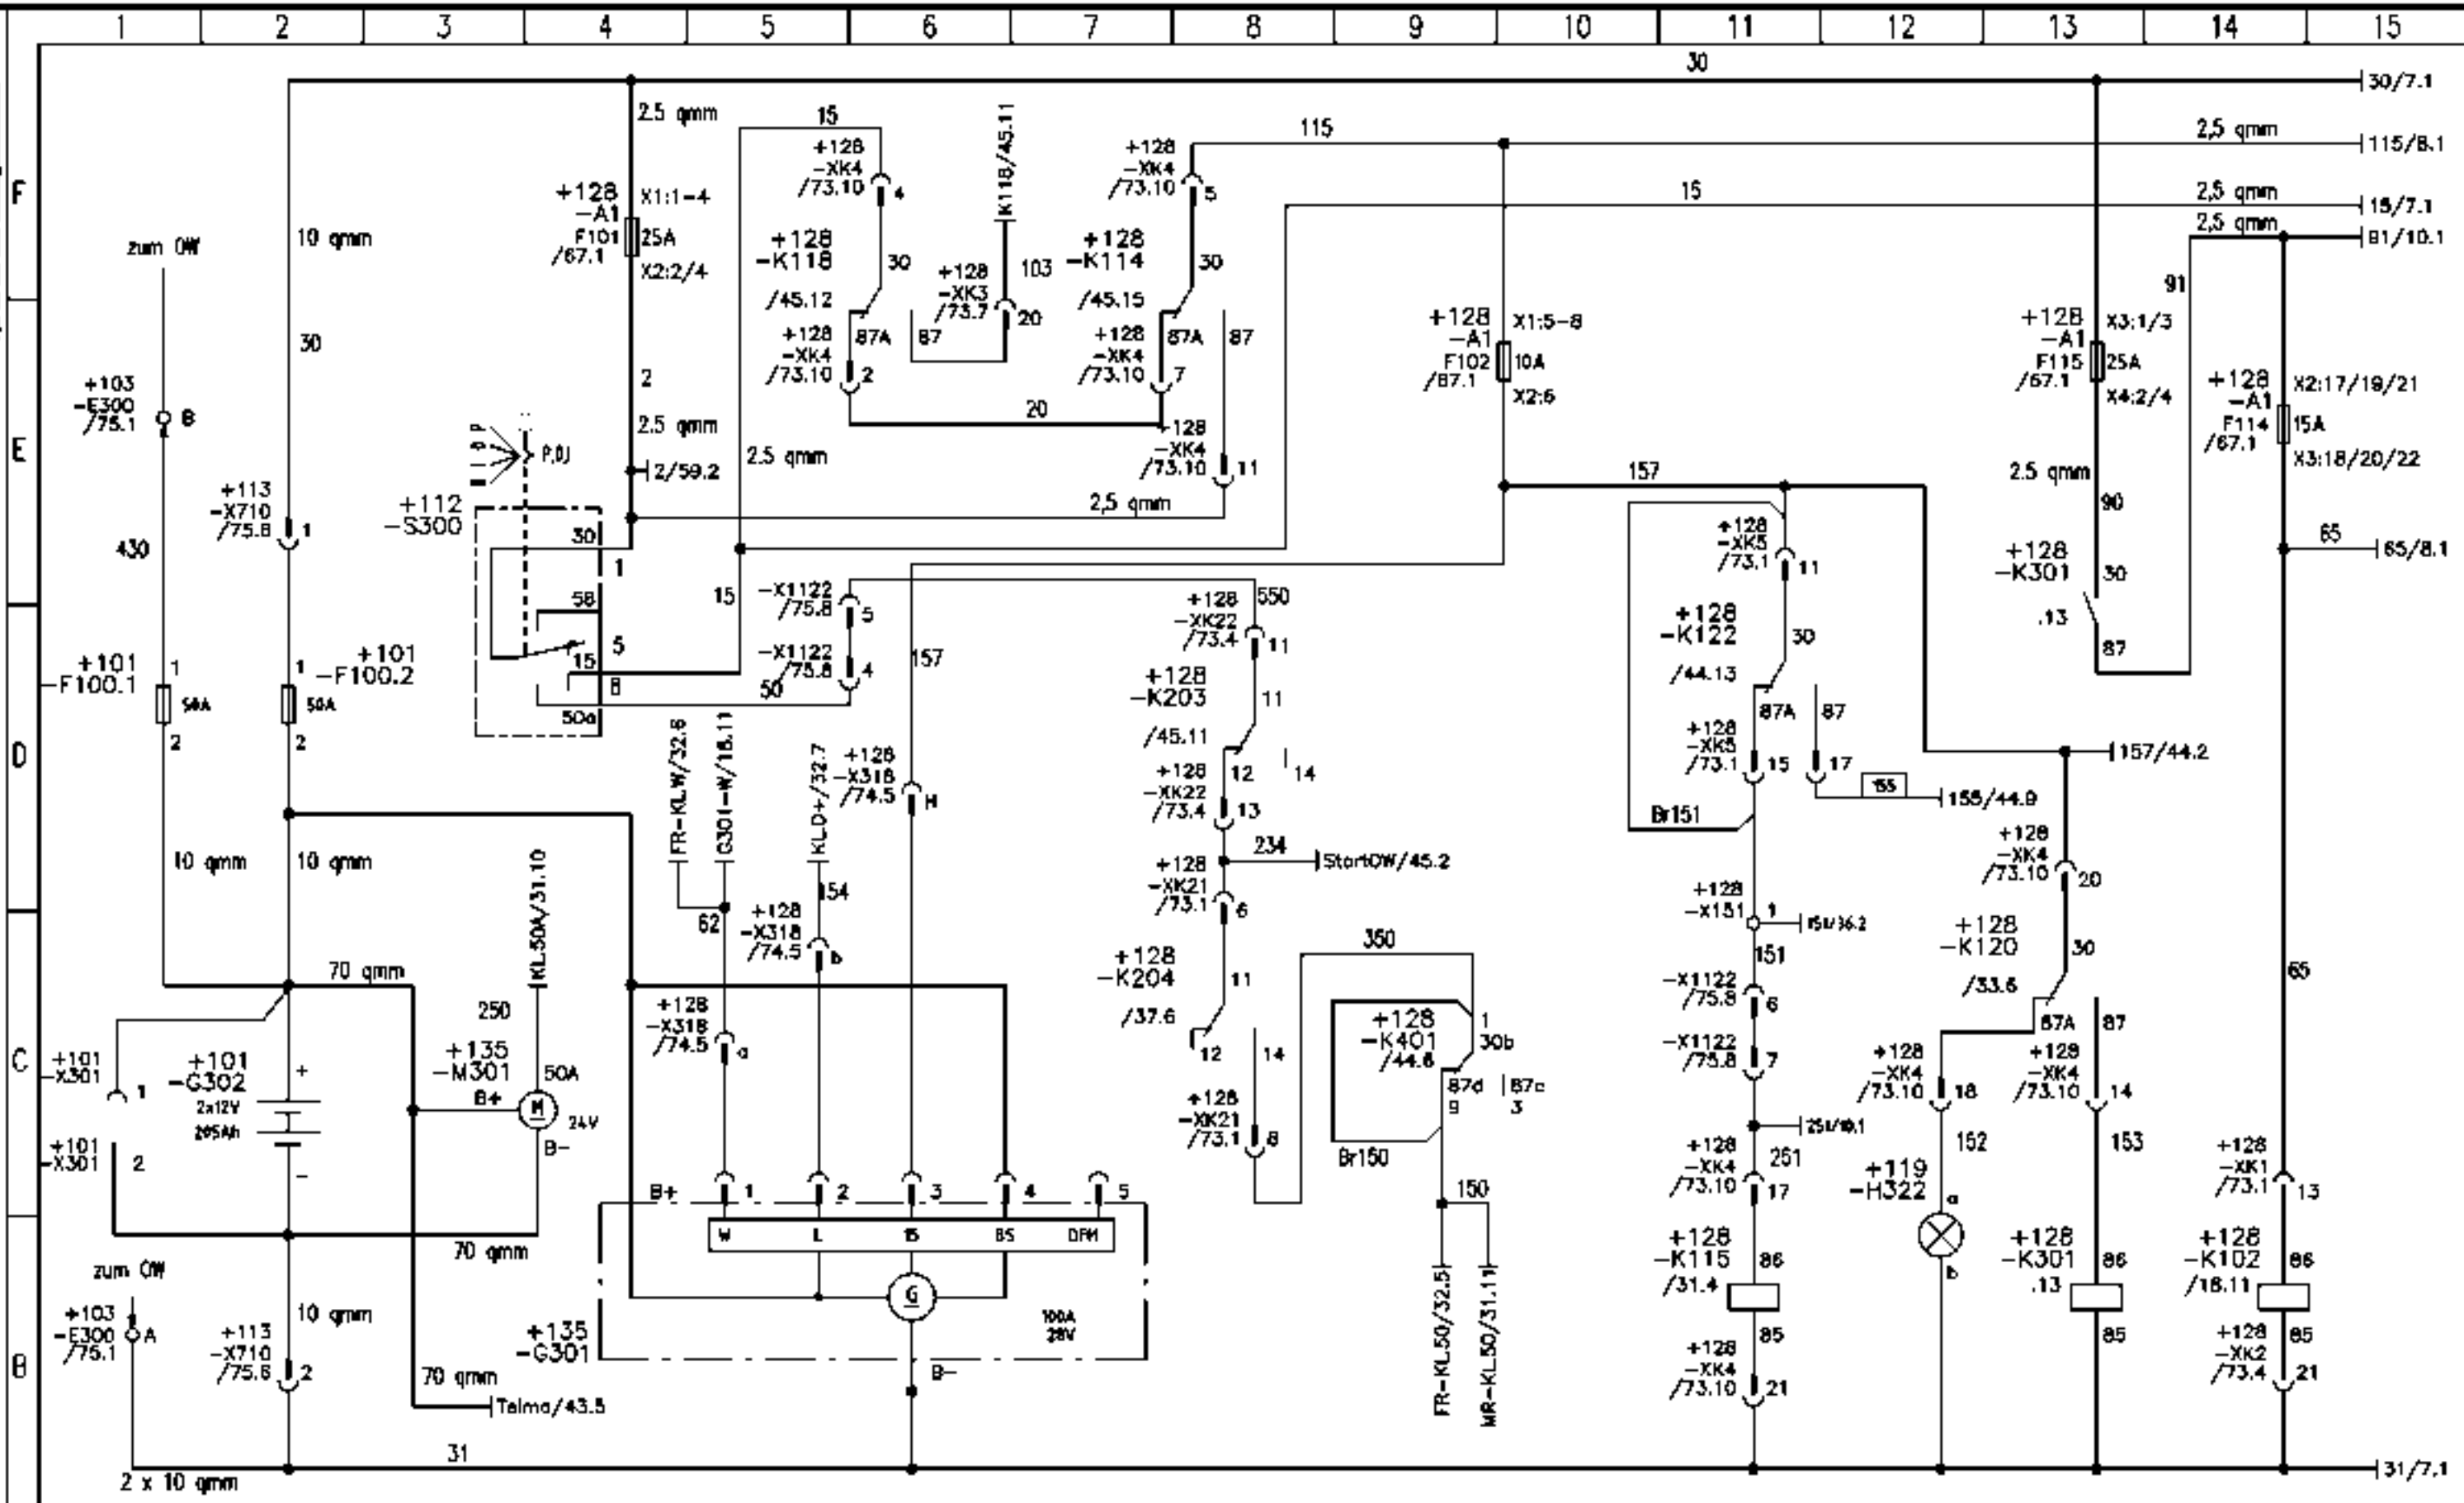 1 2 3 4 5 6 7 8 9 10 11 12 13 14 15
F
E
D
C
B
30
30/7.1
115
2,5 qmm
115/8.1
15
2,5 qmm
15/7.1
2,5 qmm
91
zum OW
+103
-E300
/75.1
B
430
+101
-F100.1
1
50A
2
10 qmm
10 qmm
30
+113
-X710
/75.8
1
+101
-F100.2
1
50A
2
10 qmm
70 qmm
+101
-X301
1
+101
-X301
2
+101
-G302
2x12V
205Ah
+
-
70 qmm
zum OW
+103
-E300
/75.1
A
10 qmm
+113
-X710
2
2 x 10 qmm
31
31/7.1
70 qmm
Telma/43.5
KL50A/31.10
250
+135
-M301
50A
B+
M
24V
B-
2.5 qmm
+128
-A1
F101
/67.1
X1:1-4
25A
X2:2/4
2
2.5 qmm
2/59.2
+112
-S300
30
1
58
5
15
8
50a
15
2.5 qmm
15
+128
-XK4
/73.10
4
+128
-K118
/45.12
30
87A
87
+128
-XK4
/73.10
2
K118/45.11
+128
-XK3
/73.7
103
20
20
+128
-XK4
/73.10
5
+128
-K114
/45.15
30
87A
87
+128
-XK4
/73.10
7
+128
-XK4
/73.10
11
2,5 qmm
-X1122
/75.8
5
-X1122
/75.8
4
50
157
FR-KLW/32.6
G301-W/16.11
62
KLD+/32.7
154
+128
-X318
/74.5
H
+128
-X318
/74.5
b
+128
-X318
/74.5
a
B+
1
2
3
4
5
W
L
15
BS
DFM
G
100A
28V
+135
-G301
B-
550
+128
-XK22
/73.4
11
+128
-K203
/45.11
11
12
14
+128
-XK22
/73.4
13
234
StartOW/45.2
+128
-XK21
/73.1
6
+128
-K204
/37.6
11
12
14
+128
-XK21
/73.1
8
350
+128
-K401
/44.6
1
30b
87d
9
87c
3
Br150
150
FR-KL50/32.5
MR-KL50/31.11
+128
-A1
F102
/67.1
X1:5-8
10A
X2:6
157
+128
-XK5
/73.1
11
+128
-K122
/44.13
30
87A
87
+128
-XK5
/73.1
15
17
155
155/44.9
Br151
+128
-X151
1
151/36.2
151
-X1122
/75.8
6
-X1122
/75.8
7
+128
-XK4
/73.10
251
17
+128
-K115
/31.4
86
85
+128
-XK4
/73.10
21
157/44.2
+128
-XK4
/73.10
20
+128
-K120
/33.6
30
87A
87
+128
-XK4
/73.10
18
152
+119
-H322
a
b
+128
-XK4
/73.10
14
153
+128
-K301
.13
86
85
+128
-A1
F115
/67.1
X3:1/3
25A
X4:2/4
2.5 qmm
90
+128
-K301
.13
30
87
+128
-A1
F114
/67.1
X2:17/19/21
15A
X3:18/20/22
65
65/8.1
65
+128
-XK1
/73.1
13
+128
-K102
/16.11
86
85
+128
-XK2
/73.4
21